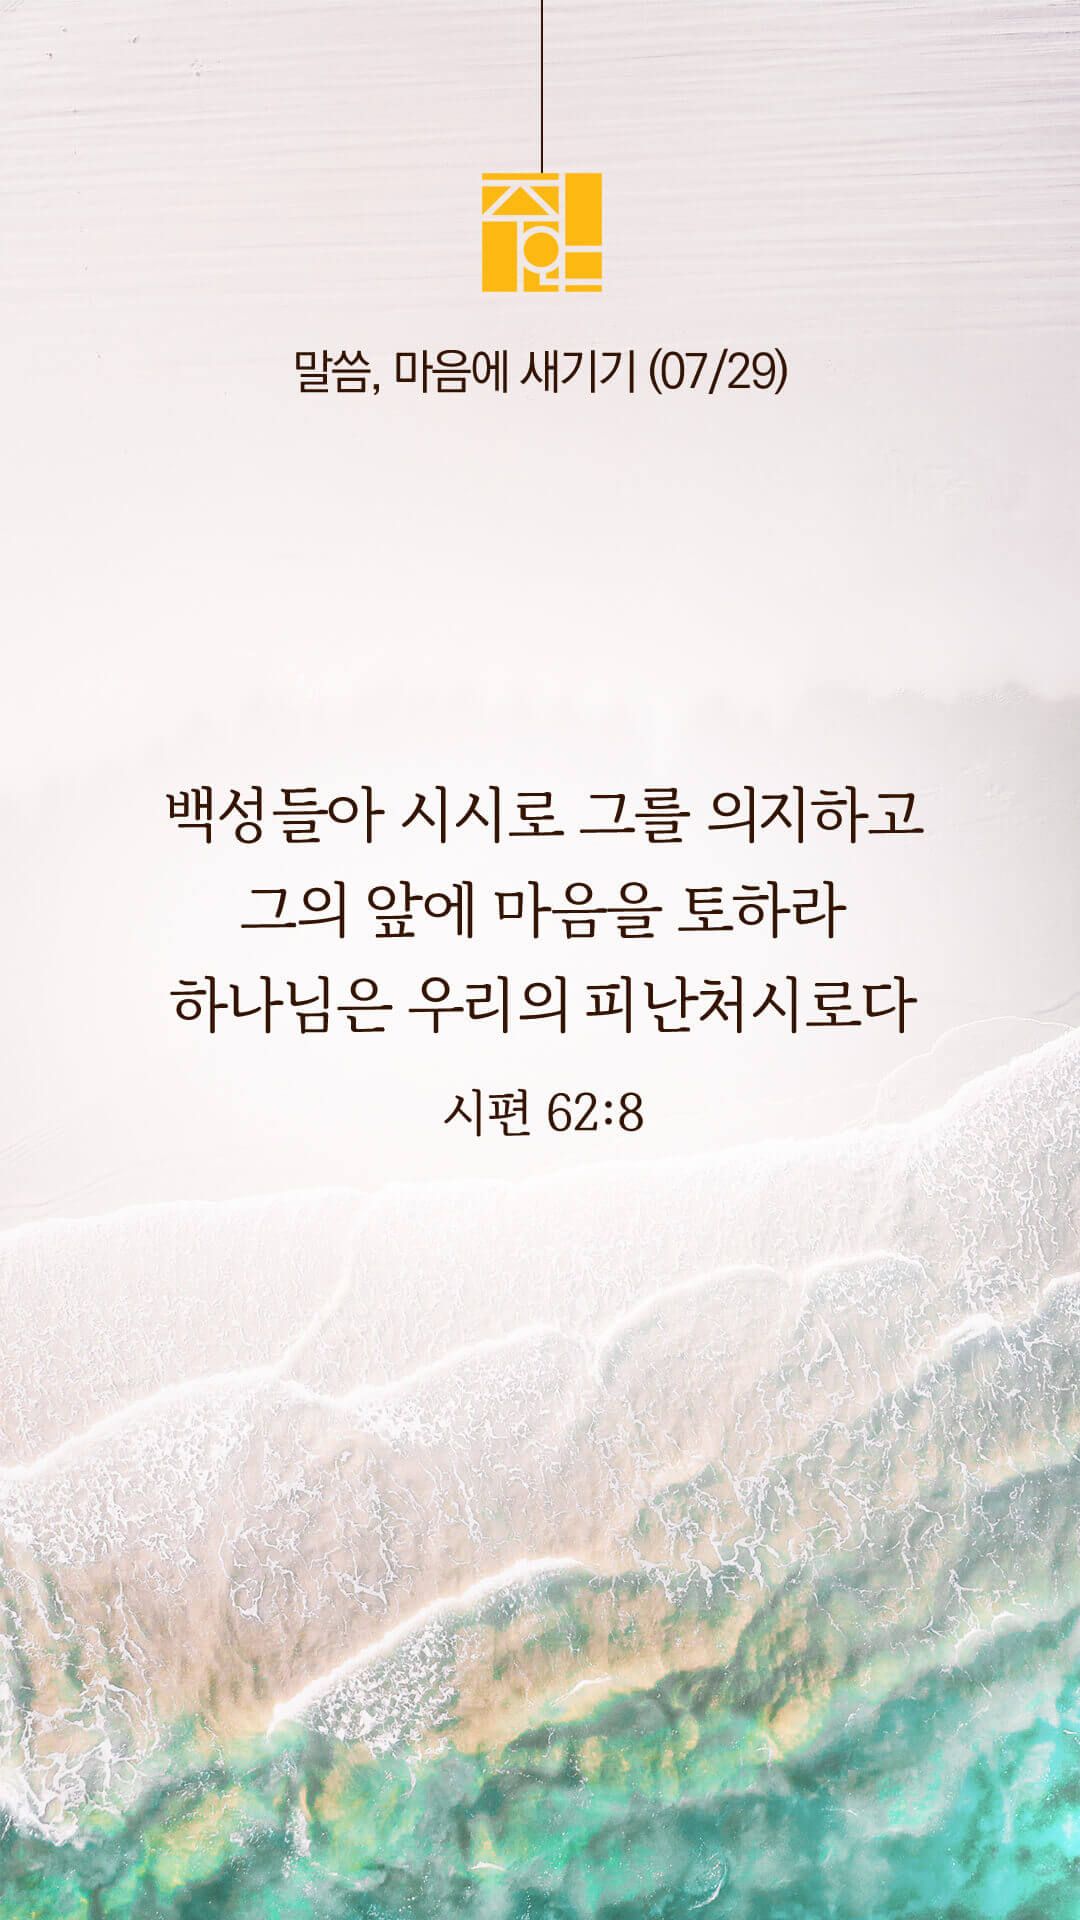 말씀, 마음에 새기기 (07/29)
백성들아 시시로 그를 의지하고
그의 앞에 마음을 토하라
하나님은 우리의 피난처시로다
시편 62:8